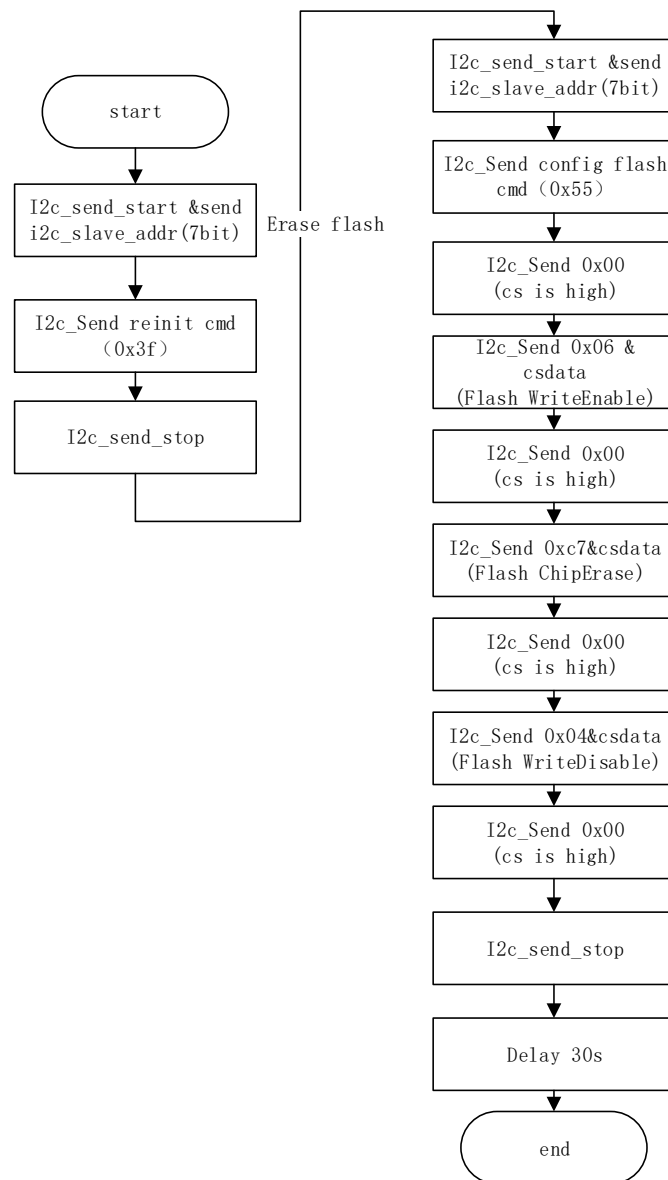 start
I2c_send_start &send
i2c_slave_addr(7bit)
I2c_Send reinit cmd
（0x3f）
I2c_send_stop
Erase flash
I2c_send_start &send
i2c_slave_addr(7bit)
I2c_Send config flash
cmd（0x55）
I2c_Send 0x00
(cs is high)
I2c_Send 0x06 &
csdata
(Flash WriteEnable)
I2c_Send 0x00
(cs is high)
I2c_Send 0xc7&csdata
(Flash ChipErase)
I2c_Send 0x00
(cs is high)
I2c_Send 0x04&csdata
(Flash WriteDisable)
I2c_Send 0x00
(cs is high)
I2c_send_stop
Delay 30s
end